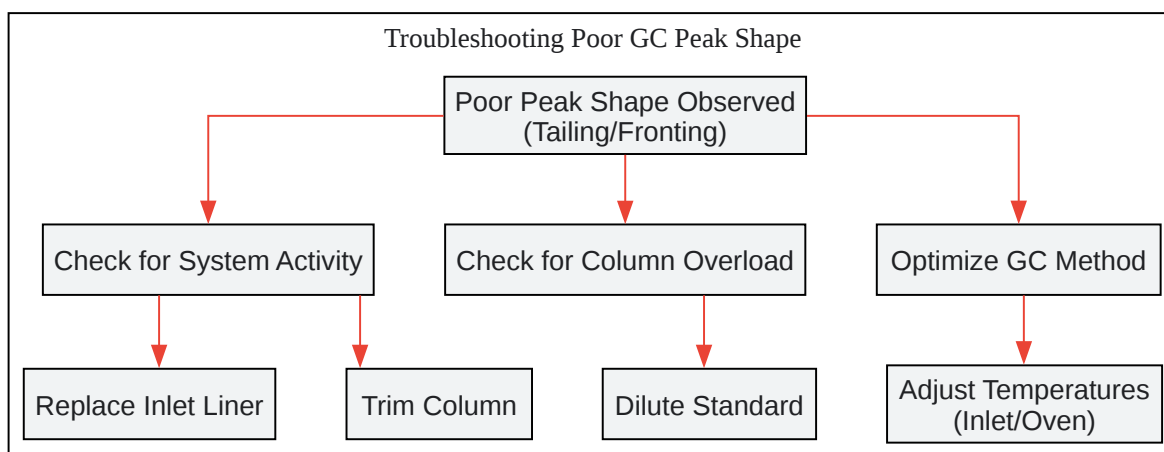 Troubleshooting Poor GC Peak Shape
Poor Peak Shape Observed
(Tailing/Fronting)
Check for System Activity
Check for Column Overload
Optimize GC Method
Replace Inlet Liner
Trim Column
Dilute Standard
Adjust Temperatures
(Inlet/Oven)